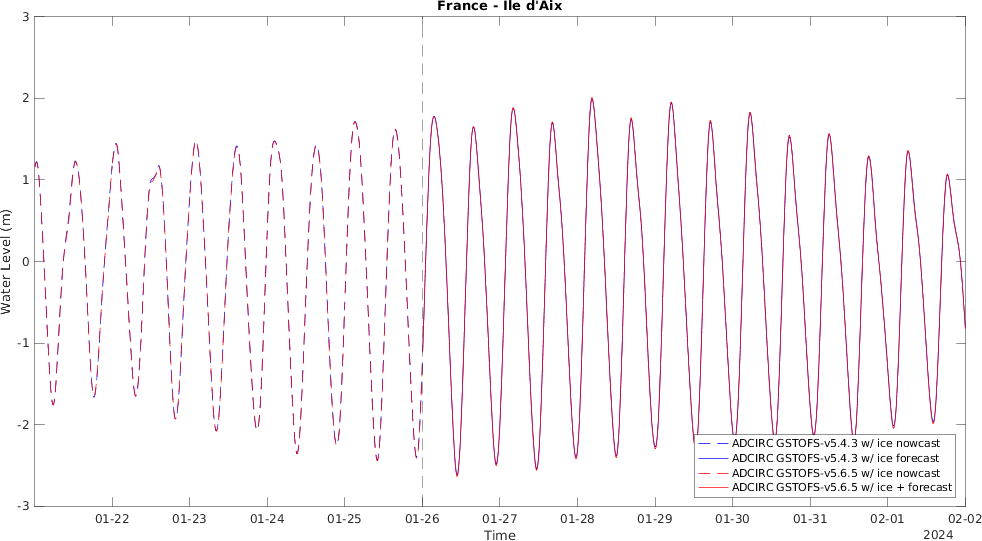 France - Ile d'Aix
Water Level (m)
3
2
1
0
-1
-2
-3
ADCIRC GSTOFS-v5.4.3 w/ ice nowcast
ADCIRC GSTOFS-v5.4.3 w/ ice forecast
ADCIRC GSTOFS-v5.6.5 w/ ice nowcast
ADCIRC GSTOFS-v5.6.5 w/ ice + forecast
01-22 01-23 01-24 01-25 01-26 01-27 01-28 01-29 01-30 01-31 02-01 02-02
Time
2024